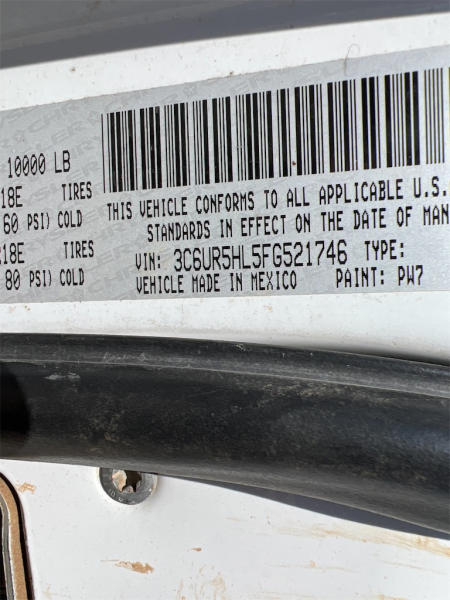 10000 LB
18E TIRES
60 PSI) COLD
218E TIRES
80 PSI) COLD
THIS VEHICLE CONFORMS TO ALL APPLICABLE U.S.
STANDARDS IN EFFECT ON THE DATE OF MAN
VIN: 3C6UR5HL5FG521746 TYPE:
VEHICLE MADE IN MEXICO PAINT: PW7